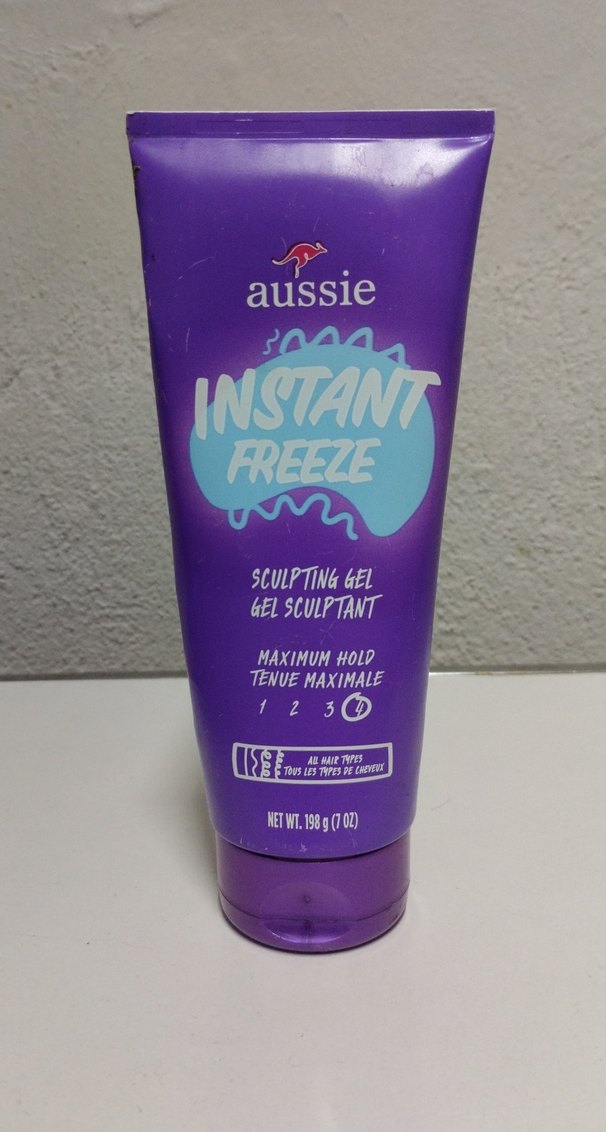 aussie
INSTANT
FREEZE
SCULPTING GEL
GEL SCULPTANT
MAXIMUM HOLD
TENUE MAXIMALE
1 2 3 4
ALL HAIR TYPES
TOUS LES TYPES DE CHEVEUX
NET WT. 198 g (7 OZ)